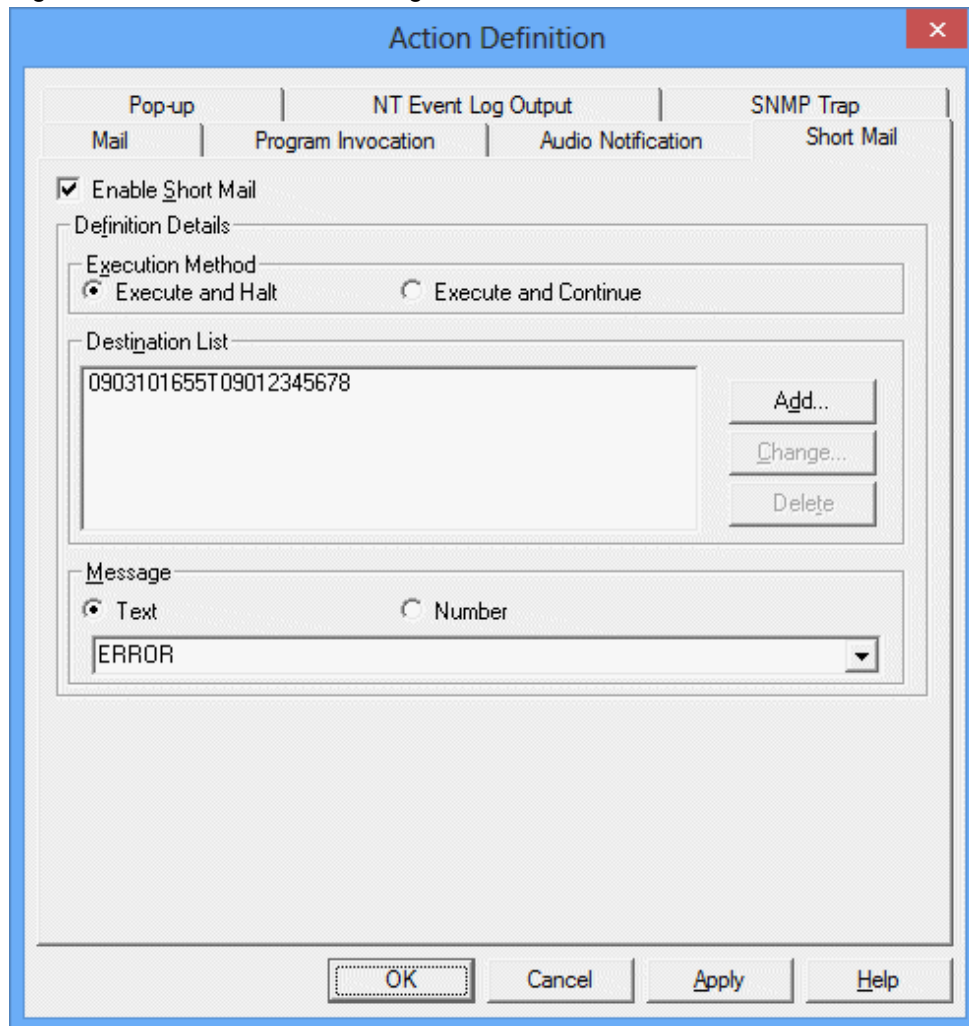 Action Definition
Pop-up NT Event Log Output SNMP Trap
Mail Program Invocation Audio Notification Short Mail
Enable Short Mail
Definition Details
Execution Method
Execute and Halt Execute and Continue
Destination List
0903101655T09012345678
Add...
Change...
Delete
Message
Text Number
ERROR
OK Cancel Apply Help